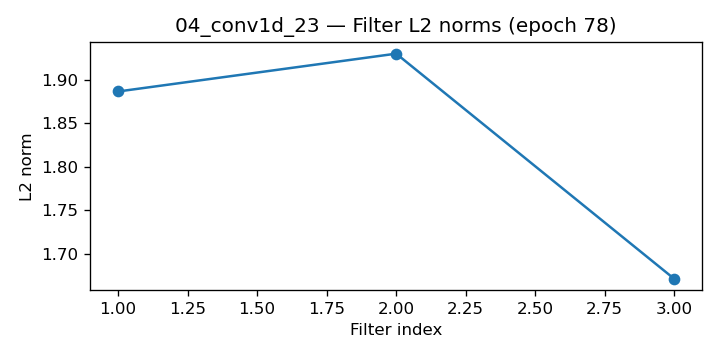 04_conv1d_23 — Filter L2 norms (epoch 78)
1.90
1.85
1.80
1.75
1.70
L2 norm
1.00 1.25 1.50 1.75 2.00 2.25 2.50 2.75 3.00
Filter index